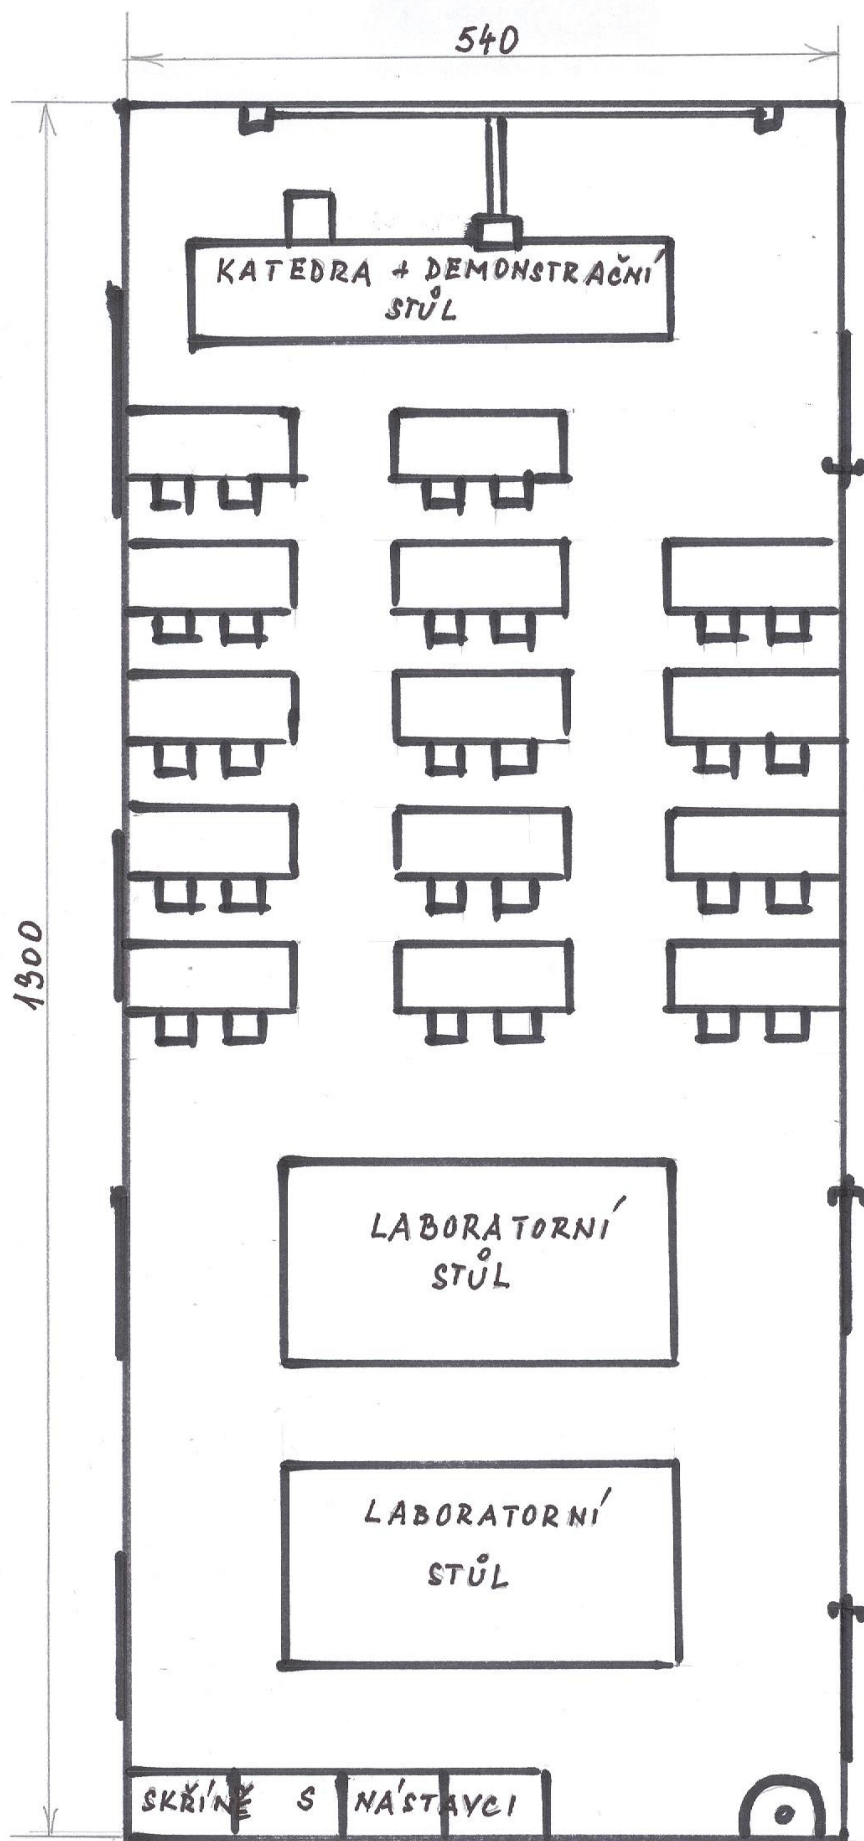 540
KATEDRA + DEMONSTRAČNÍ
STŮL
1300
LABORATORNÍ
STŮL
LABORATORNÍ
STŮL
SKŘÍNĚ S NÁSTAVCI